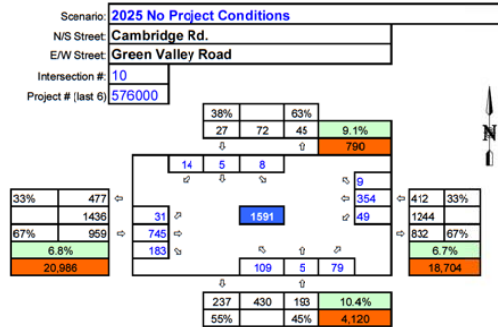 Scenario: 2025 No Project Conditions
N/S Street: Cambridge Rd.
E/W Street: Green Valley Road
Intersection #: 10
Project # (last 6) 576000
38% 63%
27 72 45 9.1%
790
N
14 5 8
9
33% 477 354 412 33%
1436 31 1591 49 1244
67% 959 745 832 67%
6.8% 183 6.7%
20,986 109 5 79 18,704
237 430 193 10.4%
55% 45% 4,120